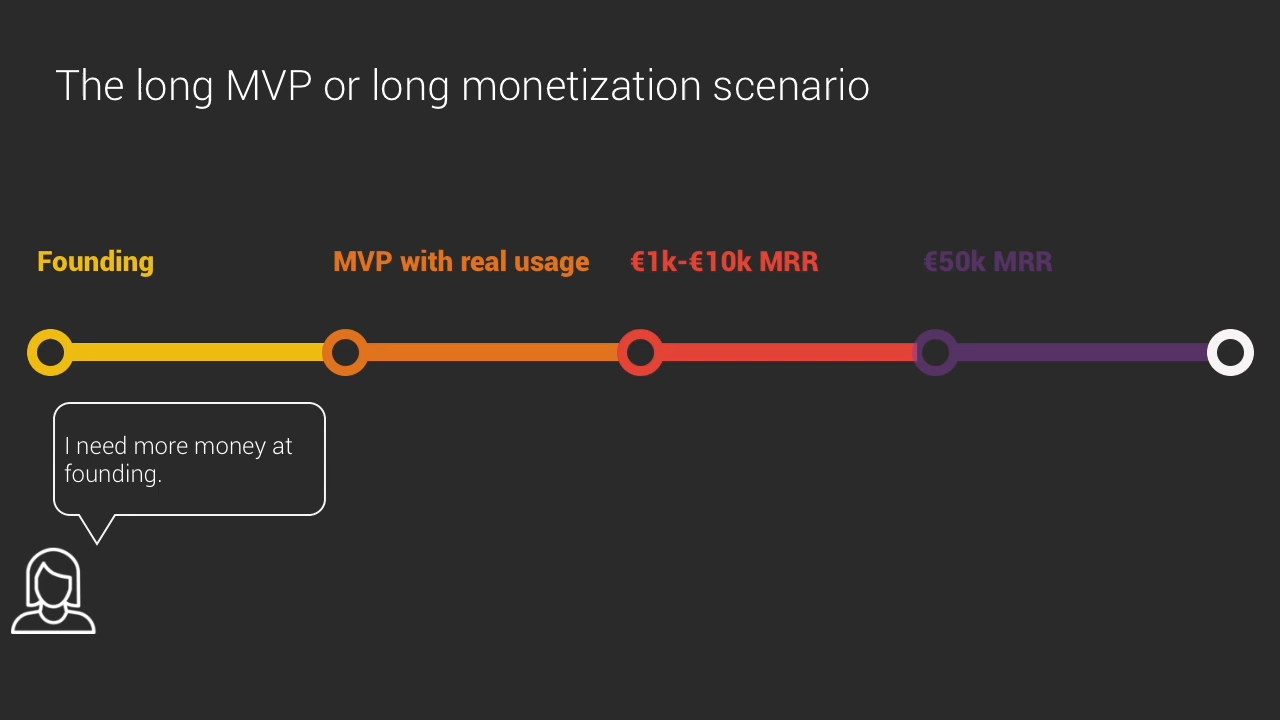 The long MVP or long monetization scenario
Founding
MVP with real usage
€1k-€10k MRR
€50k MRR
I need more money at
founding.